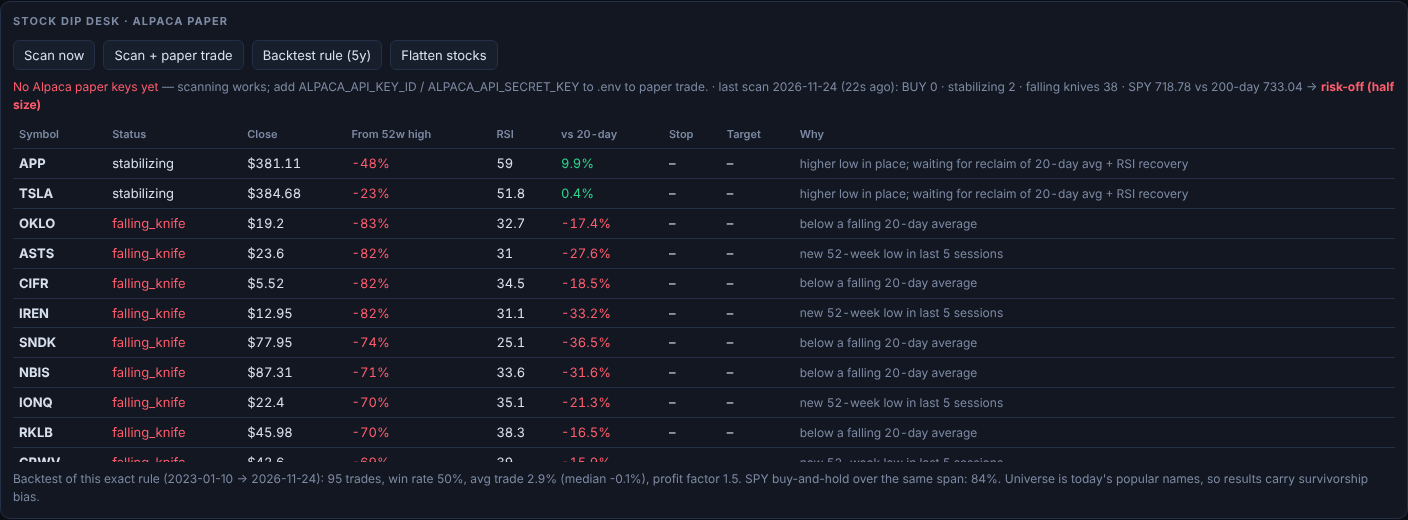 STOCK DIP DESK · ALPACA PAPER
Scan now Scan + paper trade Backtest rule (5y) Flatten stocks
No Alpaca paper keys yet — scanning works; add ALPACA_API_KEY_ID / ALPACA_API_SECRET_KEY to .env to paper trade. · last scan 2026-11-24 (22s ago): BUY 0 · stabilizing 2 · falling knives 38 · SPY 718.78 vs 200-day 733.04 → risk-off (half
size)
Symbol Status Close From 52w high RSI vs 20-day Stop Target Why
APP stabilizing $381.11 -48% 59 9.9% – – higher low in place; waiting for reclaim of 20-day avg + RSI recovery
TSLA stabilizing $384.68 -23% 51.8 0.4% – – higher low in place; waiting for reclaim of 20-day avg + RSI recovery
OKLO falling_knife $19.2 -83% 32.7 -17.4% – – below a falling 20-day average
ASTS falling_knife $23.6 -82% 31 -27.6% – – new 52-week low in last 5 sessions
CIFR falling_knife $5.52 -82% 34.5 -18.5% – – below a falling 20-day average
IREN falling_knife $12.95 -82% 31.1 -33.2% – – new 52-week low in last 5 sessions
SNDK falling_knife $77.95 -74% 25.1 -36.5% – – below a falling 20-day average
NBIS falling_knife $87.31 -71% 33.6 -31.6% – – below a falling 20-day average
IONQ falling_knife $22.4 -70% 35.1 -21.3% – – new 52-week low in last 5 sessions
RKLB falling_knife $45.98 -70% 38.3 -16.5% – – below a falling 20-day average
falling_knife new 52-week low in last 5 sessions
Backtest of this exact rule (2023-01-10 → 2026-11-24): 95 trades, win rate 50%, avg trade 2.9% (median -0.1%), profit factor 1.5. SPY buy-and-hold over the same span: 84%. Universe is today's popular names, so results carry survivorship
bias.